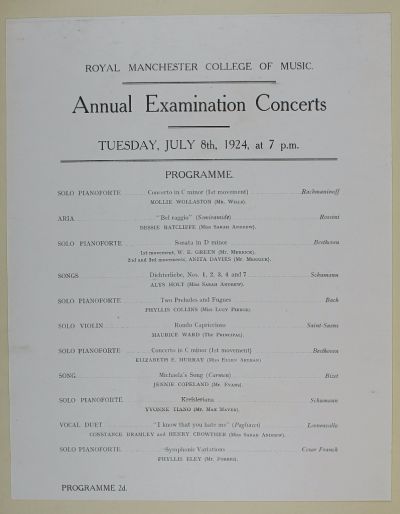 ROYAL MANCHESTER COLLEGE OF MUSIC.
Annual Examination Concerts
TUESDAY, JULY 8th, 1924, at 7 p.m.
PROGRAMME.
SOLO PIANOFORTE Concerto in C minor (1st movement) Rachmaninoff
MOLLIE WOLLASTON (Mr. Wells).
ARIA "Bel raggio" (Semiramide) Rossini
BESSIE RATCLIFFE (Miss Sarah Andrew).
SOLO PIANOFORTE Sonata in D minor Beethoven
1st movement, W. E. GREEN (Mr. Merrick).
2nd and 3rd movements, ANITA DAVIES (Mr. Merrick).
SONGS Dichterliebe, Nos. 1, 2, 3, 4 and 7 Schumann
ALYS HOLT (Miss Sarah Andrew).
SOLO PIANOFORTE Two Preludes and Fugues Bach
PHYLLIS COLLINS (Miss Lucy Pierce)
SOLO VIOLIN Rondo Capriccioso Saint-Saens
MAURICE WARD (The Principal).
SOLO PIANOFORTE Concerto in C minor (1st movement) Beethoven
ELIZABETH E. MURRAY (Miss Ellen Arthan)
SONG Michaela's Song (Carmen) Bizet
JENNIE COPELAND (Mr. Evans).
SOLO PIANOFORTE Kreisleriana Schumann
YVONNE TIANO (Mr. Max Mayer).
VOCAL DUET "I know that you hate me" (Pagliacci) Leoncavallo
CONSTANCE BRAMLEY and HENRY CROWTHER (Miss Sarah Andrew).
SOLO PIANOFORTE Symphonic Variations Cesar Franck
PHYLLIS ELEY (Mr. Forbes).
PROGRAMME 2d.